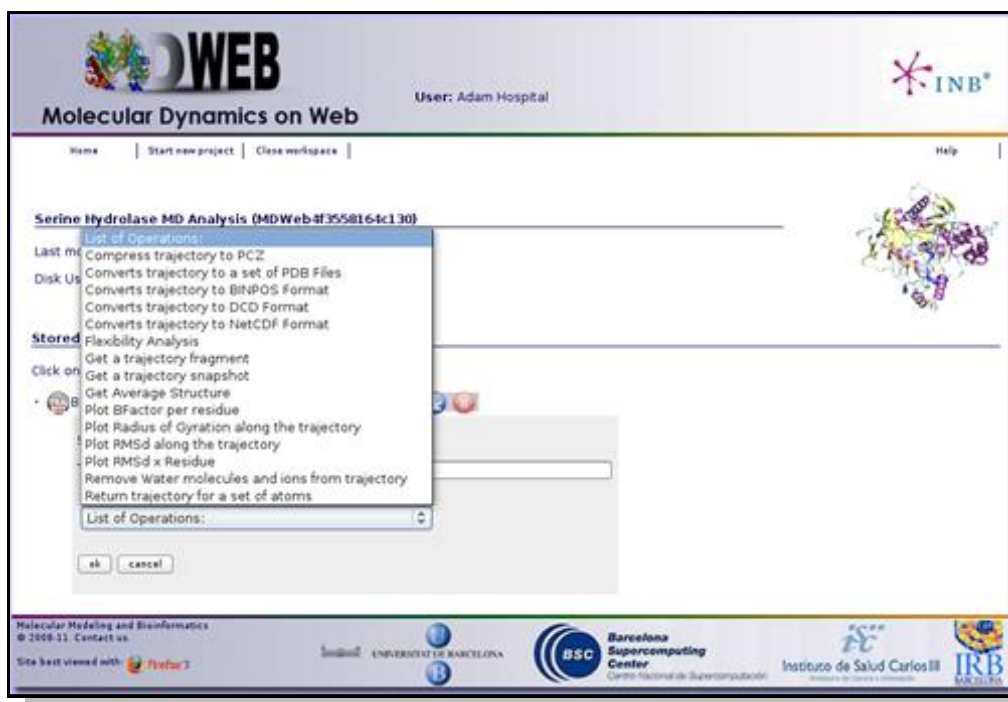 DWEB
Molecular Dynamics on Web
User: Adam Hospital
INB
Home | Start new project | Close workspace |
Help |
Serine Hydrolase MD Analysis (MDWeb4f3558164c130)
Last mo
Disk Us
Stored
Click on
B
List of Operations:
Compress trajectory to PCZ
Converts trajectory to a set of PDB Files
Converts trajectory to BINPOS Format
Converts trajectory to DCD Format
Converts trajectory to NetCDF Format
Flexibility Analysis
Get a trajectory fragment
Get a trajectory snapshot
Get Average Structure
Plot BFactor per residue
Plot Radius of Gyration along the trajectory
Plot RMSd along the trajectory
Plot RMSd x Residue
Remove Water molecules and ions from trajectory
Return trajectory for a set of atoms
List of Operations:
ok cancel
Molecular Modeling and Bioinformatics
© 2008-11. Contact us.
Site best viewed with: Firefox 3
UNIVERSITAT DE BARCELONA
U
B
BSC
Barcelona
Supercomputing
Center
Centro Nacional de Supercomputación
Instituto de Salud Carlos III
IRB
BARCELONA